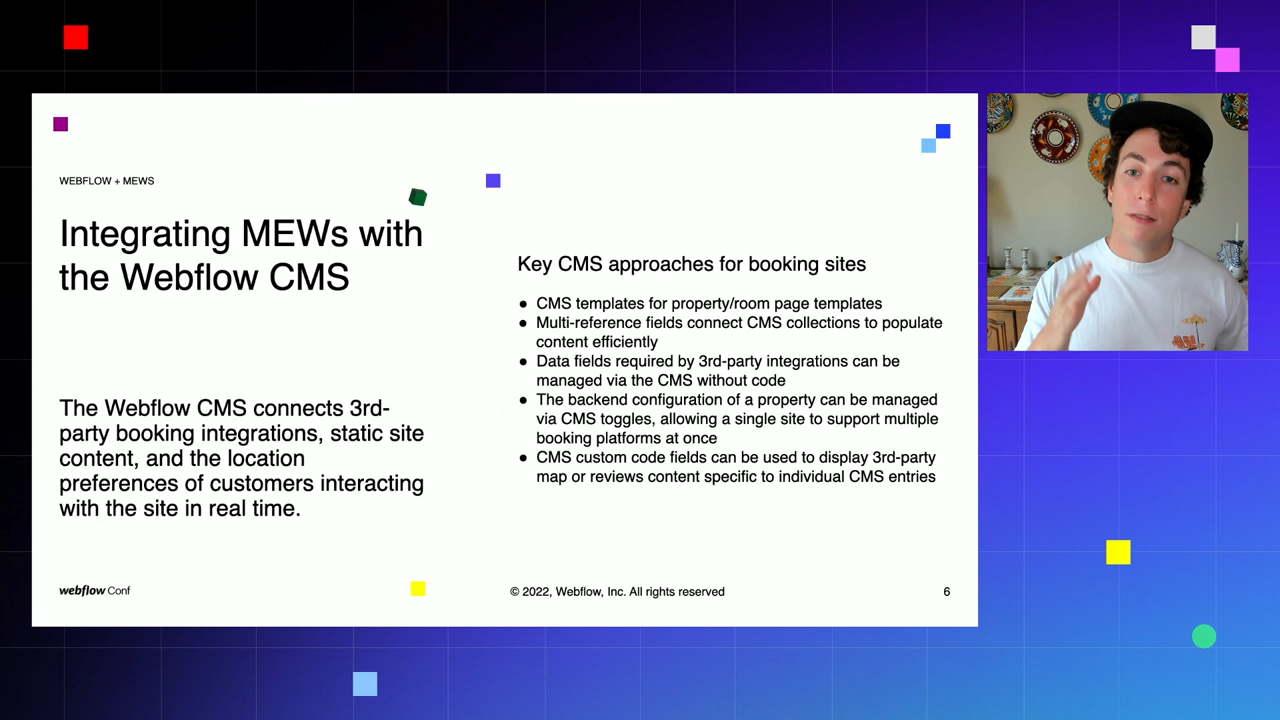 WEBFLOW + MEWS
Integrating MEWs with
the Webflow CMS
The Webflow CMS connects 3rd-
party booking integrations, static site
content, and the location
preferences of customers interacting
with the site in real time.
Key CMS approaches for booking sites
● CMS templates for property/room page templates
● Multi-reference fields connect CMS collections to populate
content efficiently
● Data fields required by 3rd-party integrations can be
managed via the CMS without code
● The backend configuration of a property can be managed
via CMS toggles, allowing a single site to support multiple
booking platforms at once
● CMS custom code fields can be used to display 3rd-party
map or reviews content specific to individual CMS entries
webflow Conf
© 2022, Webflow, Inc. All rights reserved
6